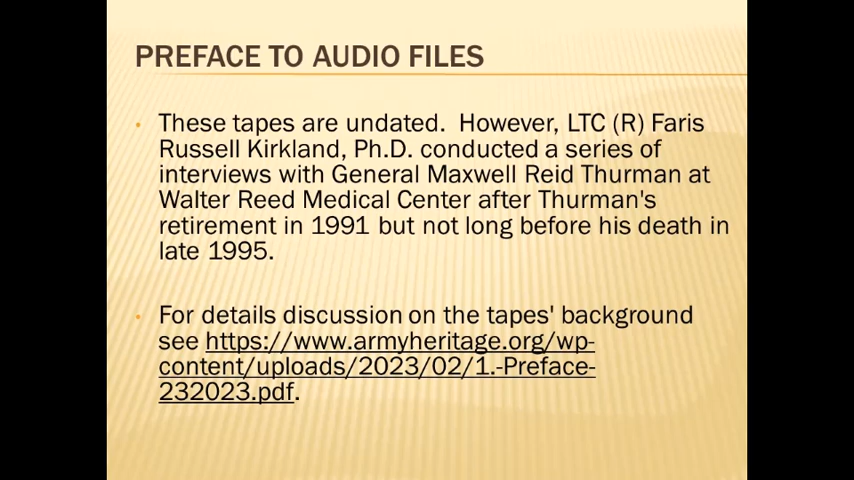 PREFACE TO AUDIO FILES
• These tapes are undated.  However, LTC (R) Faris
Russell Kirkland, Ph.D. conducted a series of
interviews with General Maxwell Reid Thurman at
Walter Reed Medical Center after Thurman's
retirement in 1991 but not long before his death in
late 1995.
• For details discussion on the tapes' background
see https://www.armyheritage.org/wp-
content/uploads/2023/02/1.-Preface-
232023.pdf.